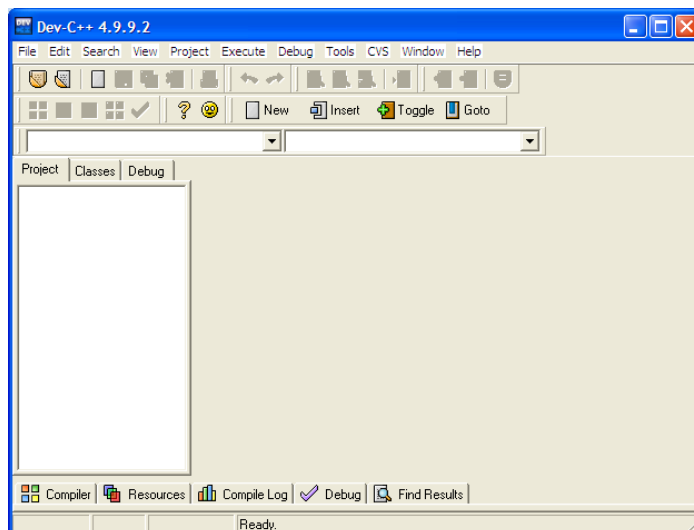 Dev-C++ 4.9.9.2
File Edit Search View Project Execute Debug Tools CVS Window Help
New Insert Toggle Goto
Project Classes Debug
Compiler Resources Compile Log Debug Find Results
Ready.